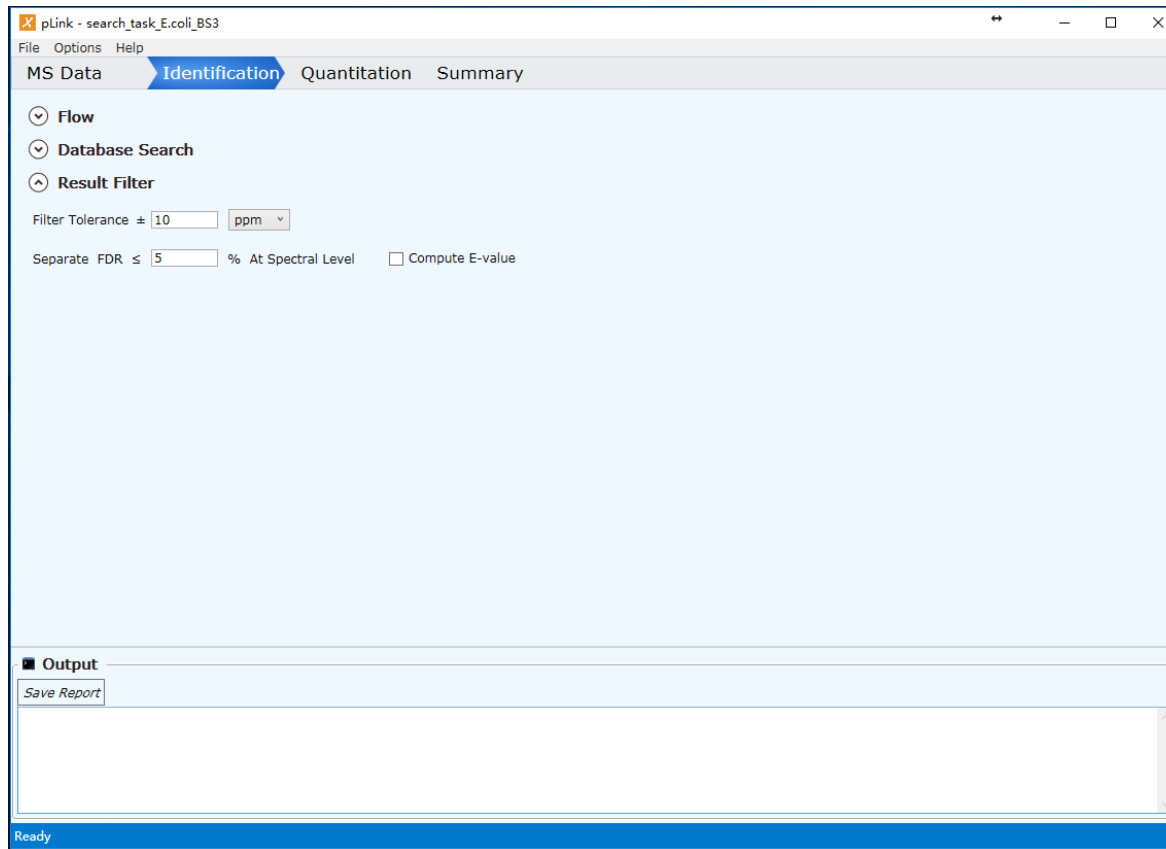 pLink - search_task_E.coli_BS3
File Options Help
MS Data Identification Quantitation Summary
Flow
Database Search
Result Filter
Filter Tolerance ± 10 ppm
Separate FDR ≤ 5 % At Spectral Level Compute E-value
Output
Save Report
Ready